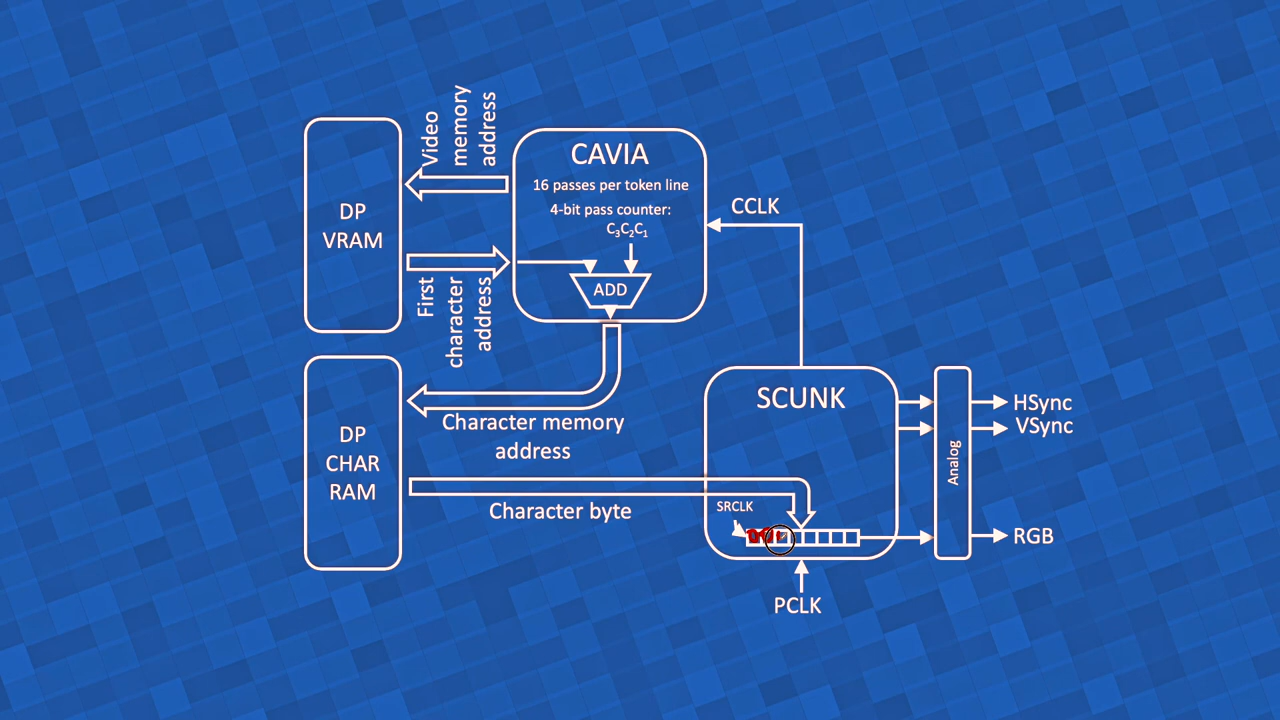 Video
memory
address
DP
VRAM
First
character
address
CAVIA
16 passes per token line
4-bit pass counter:
C₃C₂C₁
ADD
CCLK
Character memory
address
DP
CHAR
RAM
Character byte
SCUNK
SRCLK
PCLK
Analog
HSync
VSync
RGB